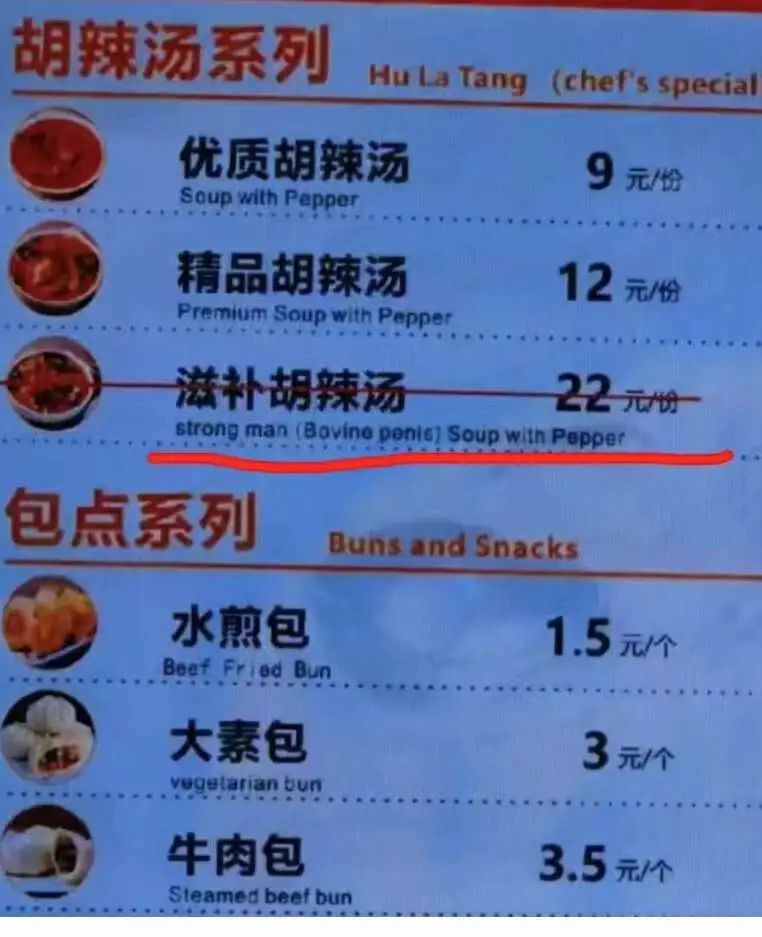 胡辣汤系列 Hu La Tang (chef's special
优质胡辣汤 9 元/份
Soup with Pepper
精品胡辣汤 12 元/份
Premium Soup with Pepper
滋补胡辣汤 22 元/份
strong man (Bovine penis) Soup with Pepper
包点系列 Buns and Snacks
水煎包 1.5 元/个
Beef Fried Bun
大素包 3 元/个
vegetarian bun
牛肉包 3.5 元/个
Steamed beef bun